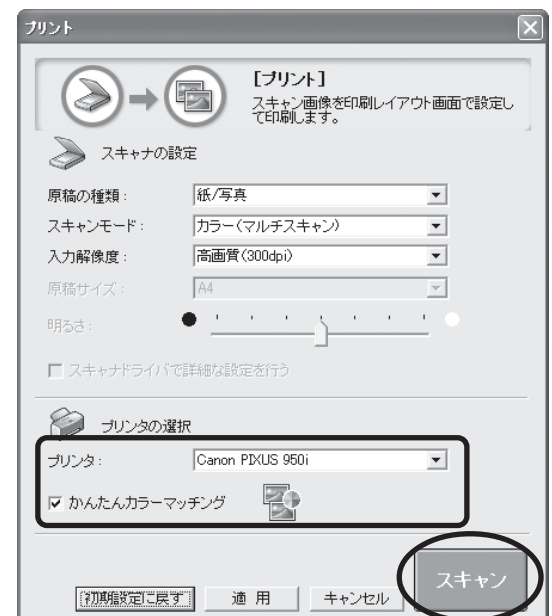 プリント
[プリント]
スキャン画像を印刷レイアウト画面で設定し
て印刷します。
スキャナの設定
原稿の種類： 紙/写真
スキャンモード： カラー(マルチスキャン)
入力解像度： 高画質(300dpi)
原稿サイズ： A4
明るさ：
スキャナドライバで詳細な設定を行う
プリンタの選択
プリンタ： Canon PIXUS 950i
かんたんカラーマッチング
スキャン
初期設定に戻す 適 用 キャンセル